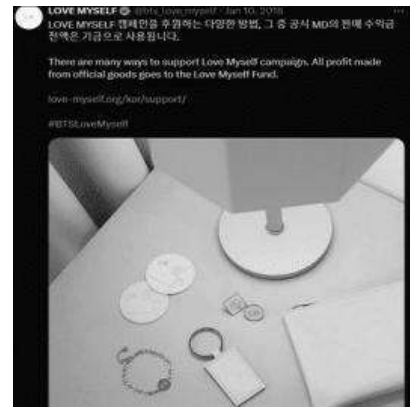 LOVE MYSELF @bts_love_myself · Jan 10, 2018
LOVE MYSELF 캠페인을 후원하는 다양한 방법, 그 중 공식 MD의 판매 수익금
전액은 기금으로 사용됩니다.
There are many ways to support Love Myself campaign. All profit made
from official goods goes to the Love Myself Fund.
love-myself.org/kor/support/
#BTSLoveMyself